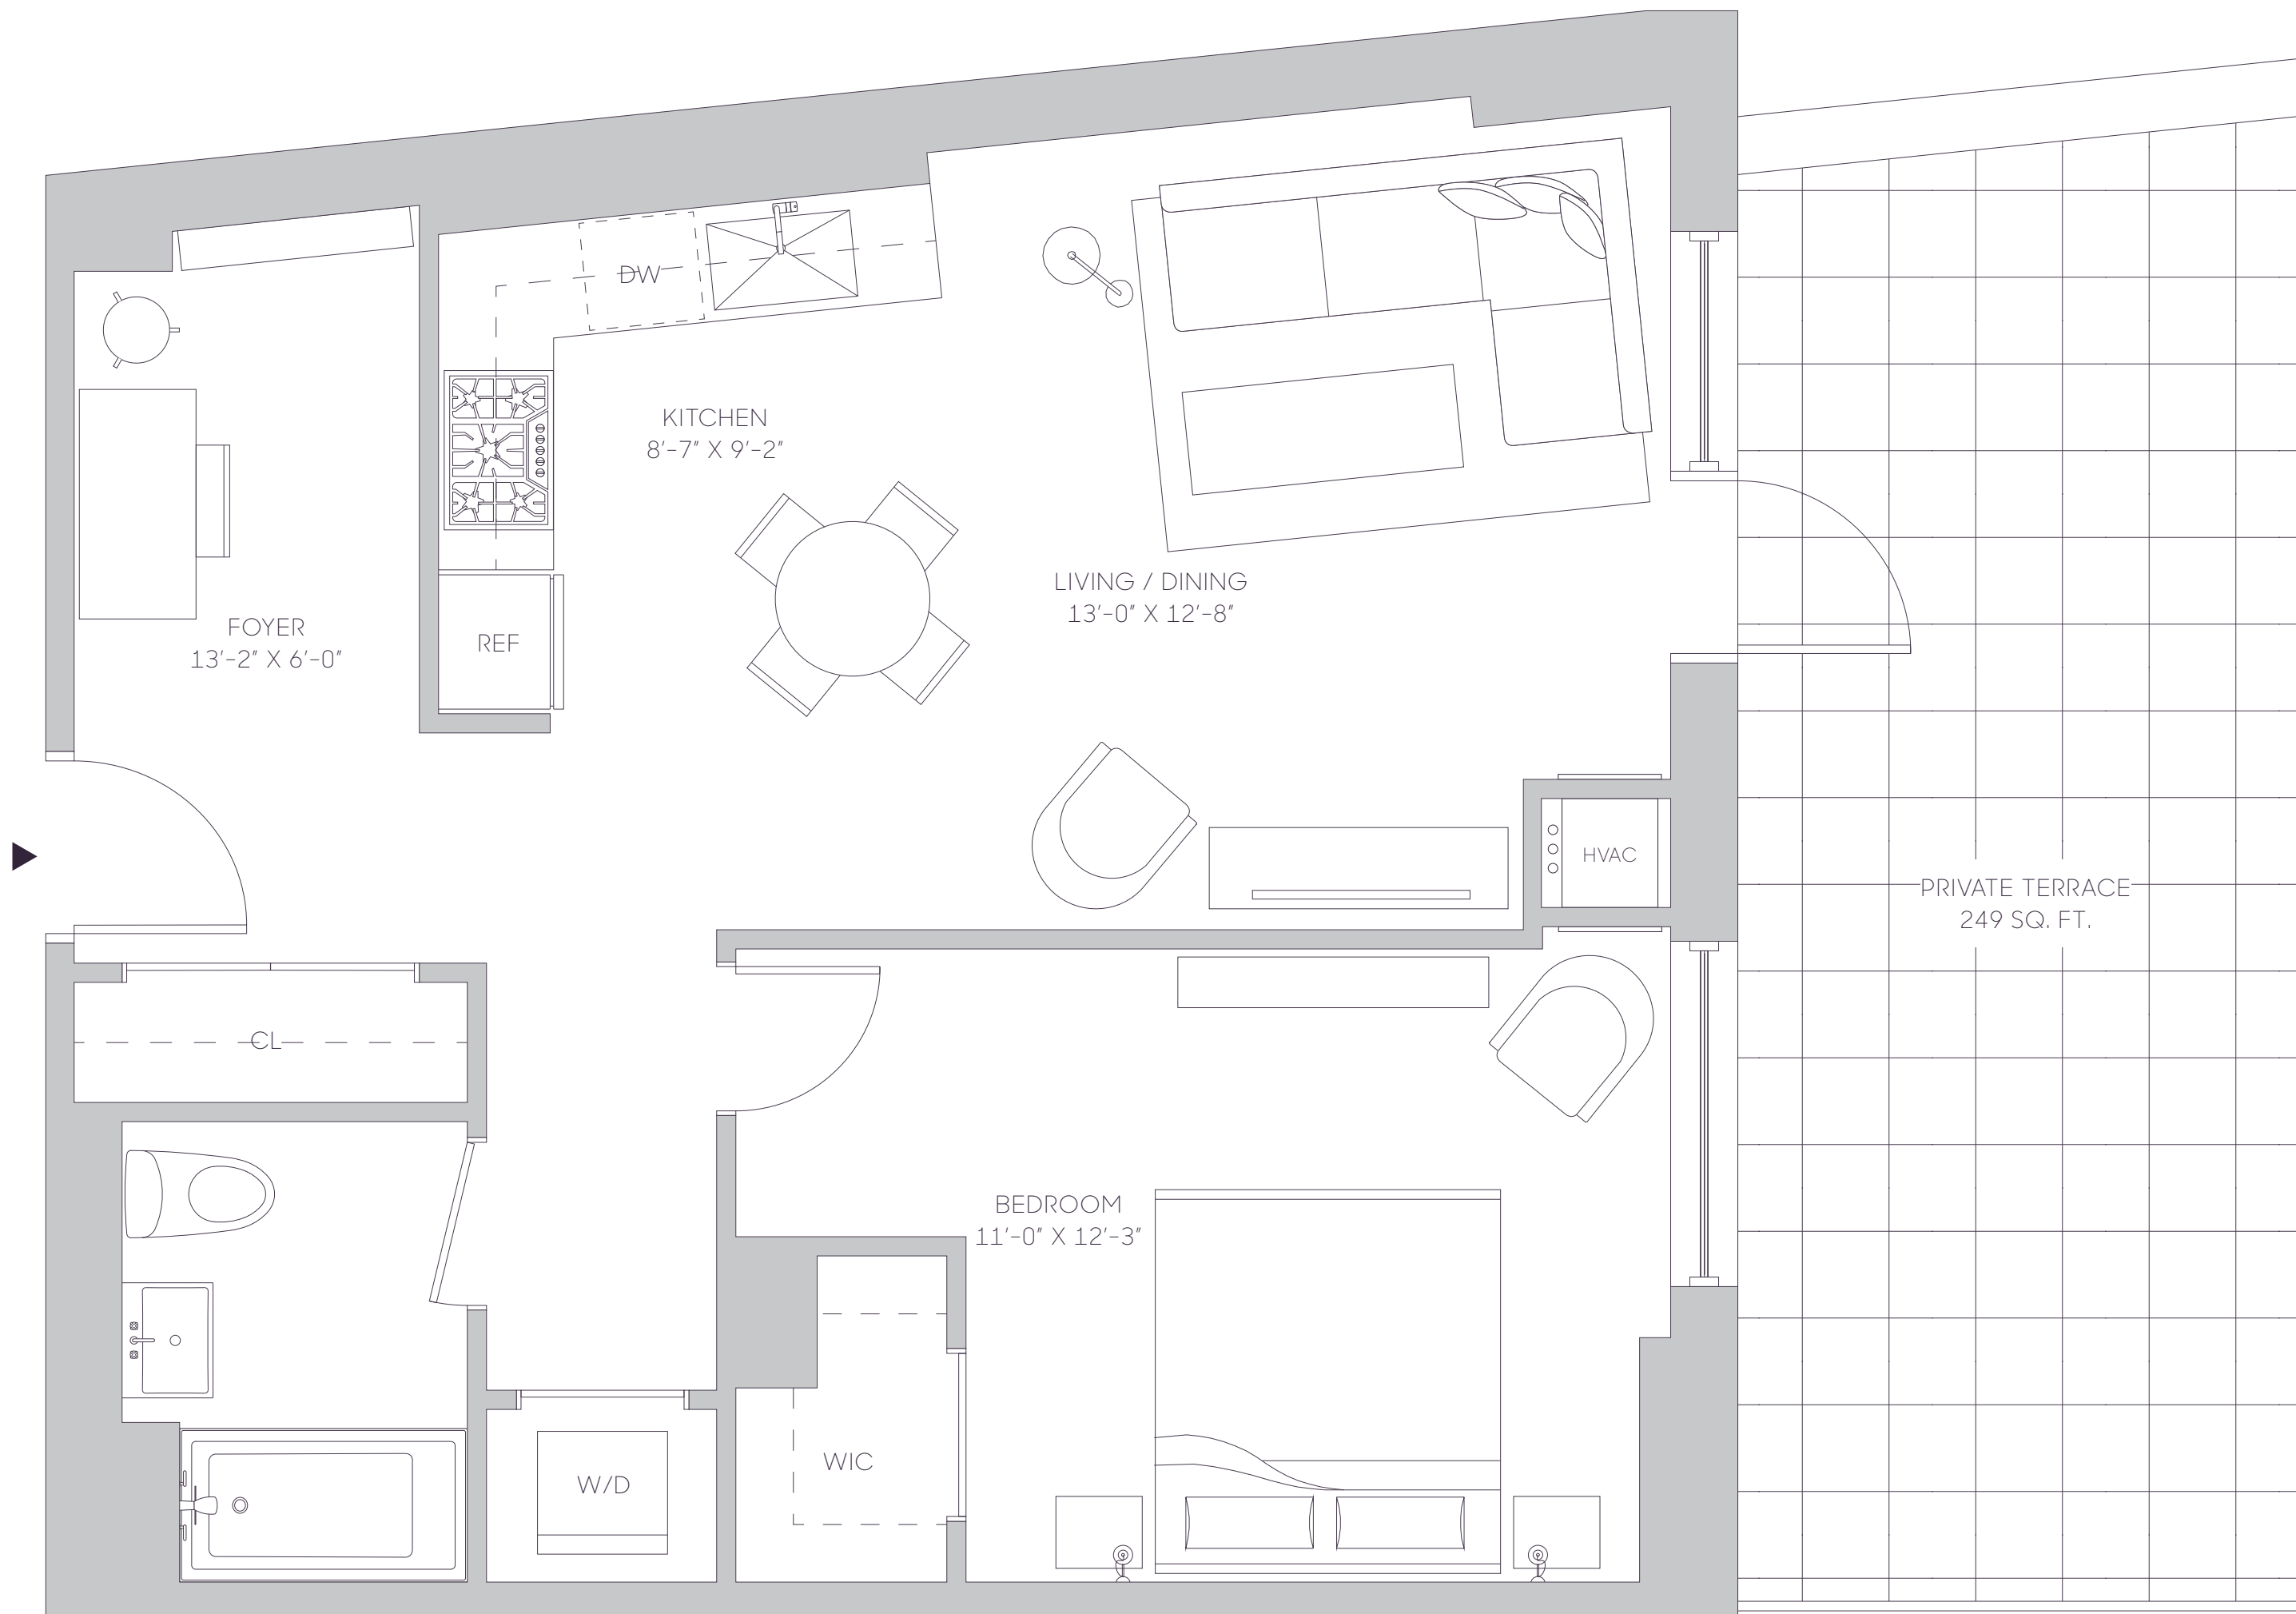 DW
KITCHEN
8'-7" X 9'-2"
LIVING / DINING
13'-0" X 12'-8"
FOYER
13'-2" X 6'-0"
REF
HVAC
PRIVATE TERRACE
249 SQ. FT.
CL
BEDROOM
11'-0" X 12'-3"
WIC
W/D